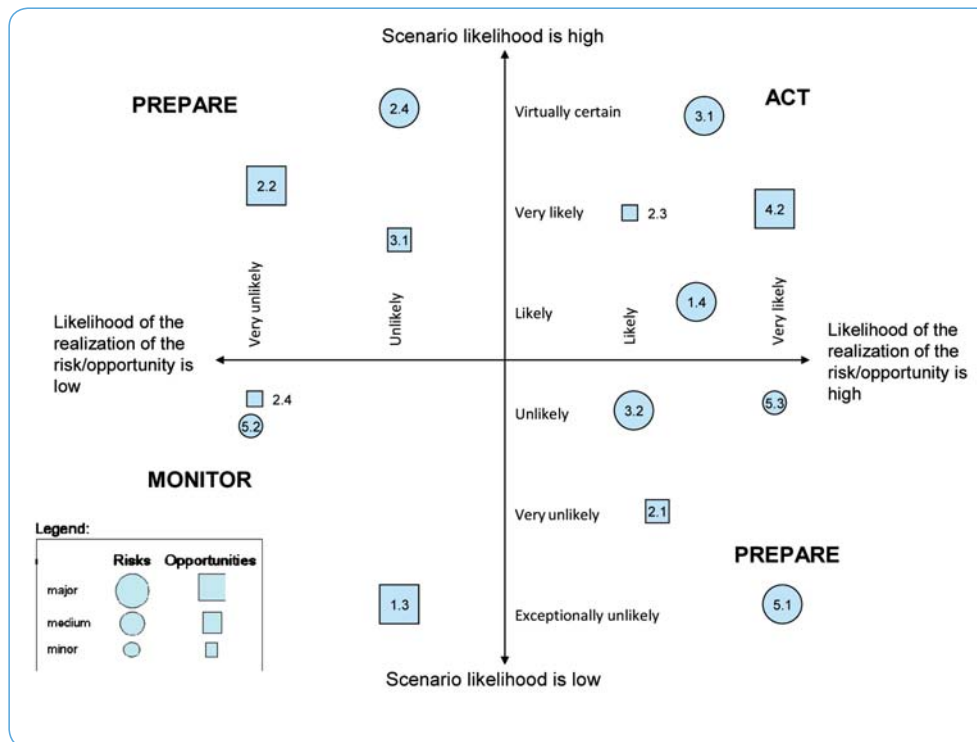 Scenario likelihood is high
PREPARE
ACT
2.4
Virtually certain
3.1
2.2
Very likely
2.3
4.2
3.1
Very unlikely
Unlikely
Likely
1.4
Likely
Very likely
Likelihood of the
realization of the
risk/opportunity is
low
Likelihood of the
realization of the
risk/opportunity is
high
2.4
5.2
Unlikely
3.2
5.3
MONITOR
Very unlikely
2.1
Legend:
Risks Opportunities
major
medium
minor
1.3
PREPARE
Exceptionally unlikely
5.1
Scenario likelihood is low